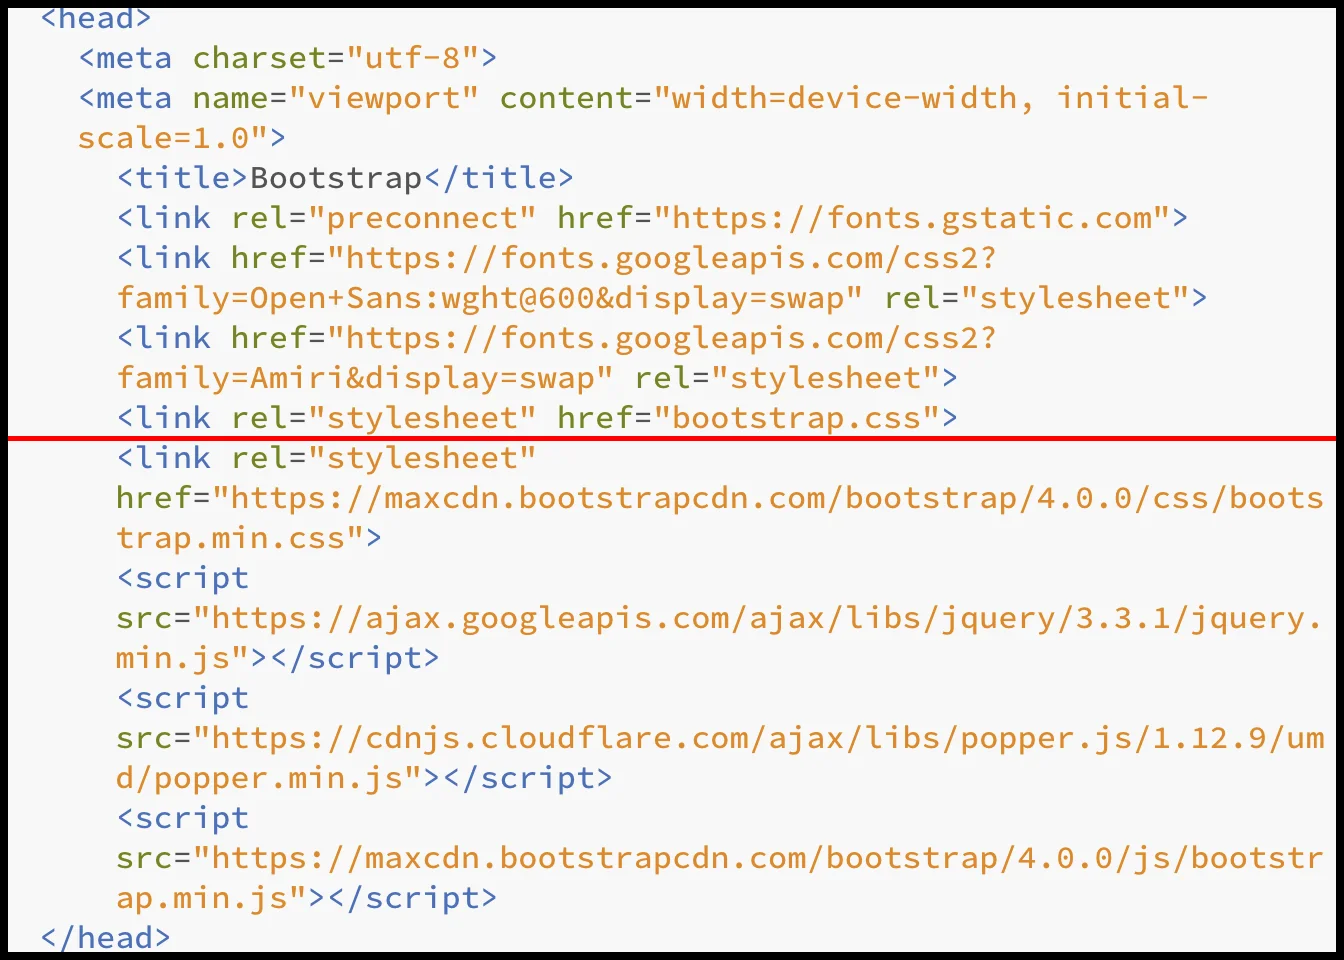 <head>
<meta charset="utf-8">
<meta name="viewport" content="width=device-width, initial-
scale=1.0">
<title>Bootstrap</title>
<link rel="preconnect" href="https://fonts.gstatic.com">
<link href="https://fonts.googleapis.com/css2?
family=Open+Sans:wght@600&display=swap" rel="stylesheet">
<link href="https://fonts.googleapis.com/css2?
family=Amiri&display=swap" rel="stylesheet">
<link rel="stylesheet" href="bootstrap.css">
<link rel="stylesheet"
href="https://maxcdn.bootstrapcdn.com/bootstrap/4.0.0/css/boots
trap.min.css">
<script
src="https://ajax.googleapis.com/ajax/libs/jquery/3.3.1/jquery.
min.js"></script>
<script
src="https://cdnjs.cloudflare.com/ajax/libs/popper.js/1.12.9/um
d/popper.min.js"></script>
<script
src="https://maxcdn.bootstrapcdn.com/bootstrap/4.0.0/js/bootstr
ap.min.js"></script>
</head>